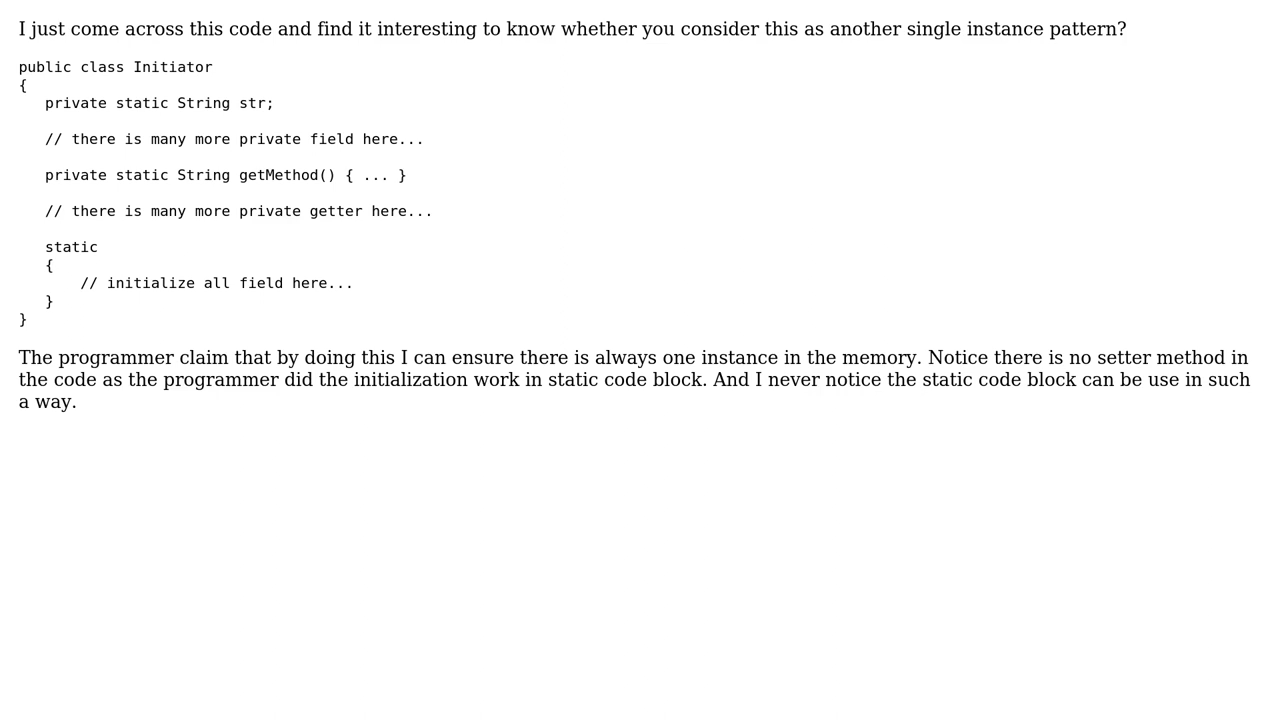 I just come across this code and find it interesting to know whether you consider this as another single instance pattern?
public class Initiator
{
   private static String str;
   // there is many more private field here...
   private static String getMethod() { ... }
   // there is many more private getter here...
   static
   {
       // initialize all field here...
   }
}
The programmer claim that by doing this I can ensure there is always one instance in the memory. Notice there is no setter method in
the code as the programmer did the initialization work in static code block. And I never notice the static code block can be use in such
a way.